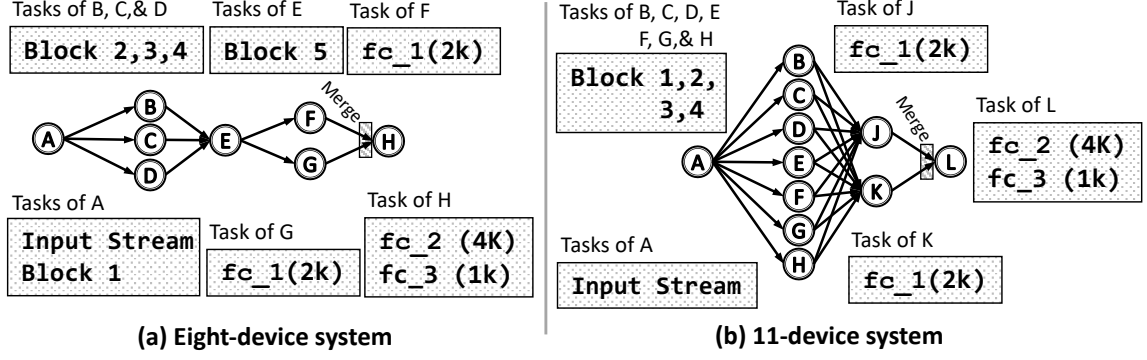 Tasks of B, C,& D
Block 2,3,4
Tasks of E
Block 5
Task of F
fc_1(2k)
A
B
C
D
E
F
G
Merge
H
Tasks of A
Input Stream
Block 1
Task of G
fc_1(2k)
Task of H
fc_2 (4K)
fc_3 (1k)
(a) Eight-device system
Tasks of B, C, D, E
F, G,& H
Block 1,2,
3,4
Task of J
fc_1(2k)
A
B
C
D
E
F
G
H
J
K
Merge
L
Task of L
fc_2 (4K)
fc_3 (1k)
Tasks of A
Input Stream
Task of K
fc_1(2k)
(b) 11-device system